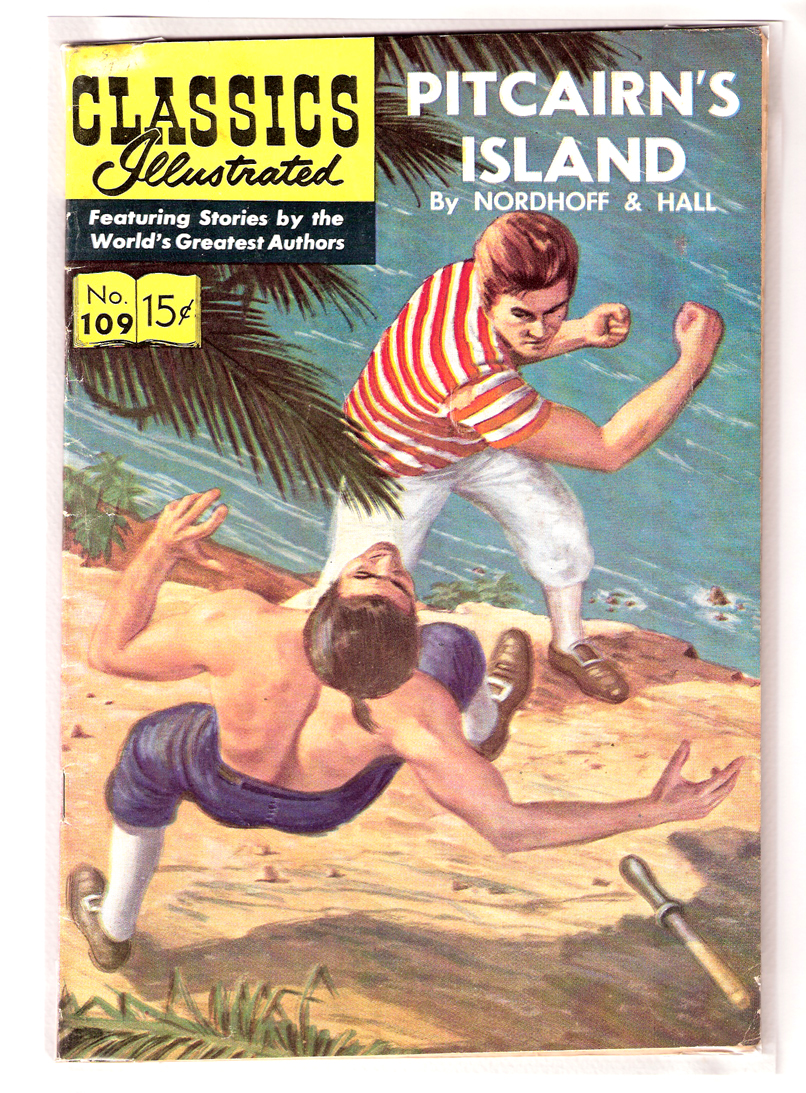 CLASSICS
Illustrated
Featuring Stories by the
World's Greatest Authors
No.
109
15¢
PITCAIRN'S
ISLAND
By NORDHOFF & HALL